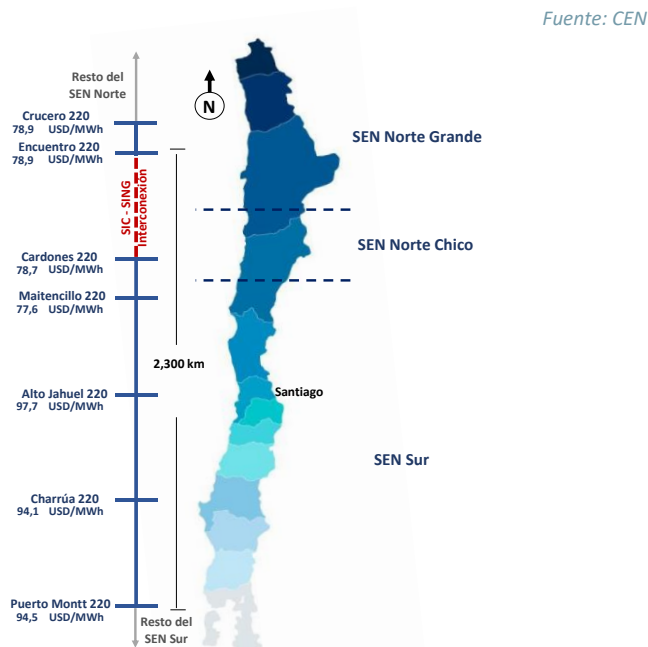 Fuente: CEN
Resto del
SEN Norte
N
Crucero 220
78,9 USD/MWh
SEN Norte Grande
Encuentro 220
78,9 USD/MWh
SIC - SING
Interconexión
SEN Norte Chico
Cardones 220
78,7 USD/MWh
Maitencillo 220
77,6 USD/MWh
2,300 km
Alto Jahuel 220
97,7 USD/MWh
Santiago
SEN Sur
Charrúa 220
94,1 USD/MWh
Puerto Montt 220
94,5 USD/MWh
Resto del
SEN Sur